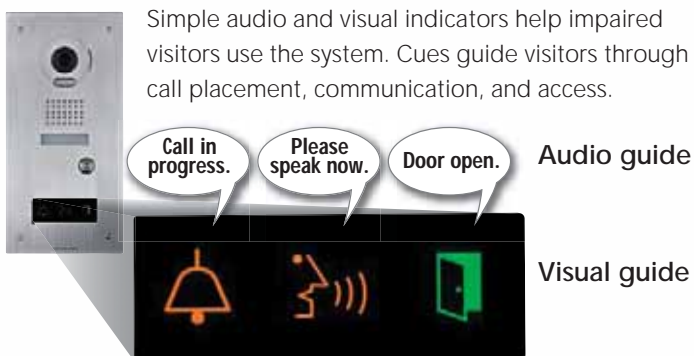 Simple audio and visual indicators help impaired
visitors use the system. Cues guide visitors through
call placement, communication, and access.
Call in
progress.
Please
speak now.
Door open.
Audio guide
Visual guide